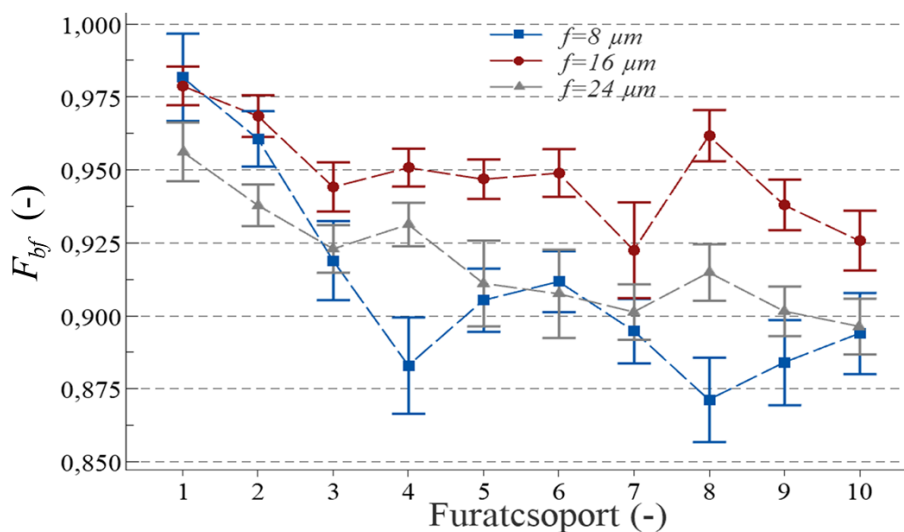 1,000
0,975
0,950
0,925
0,900
0,875
0,850
F_bf (-)
f=8 μm
f=16 μm
f=24 μm
1 2 3 4 5 6 7 8 9 10
Furatcsoport (-)